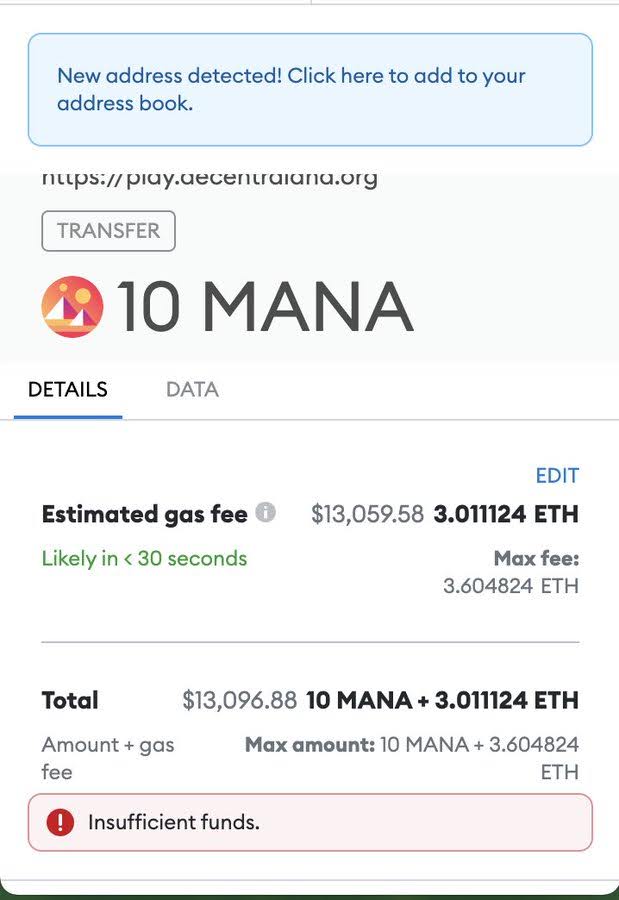 New address detected! Click here to add to your
address book.
https://play.decentraland.org
TRANSFER
10 MANA
DETAILS DATA
EDIT
Estimated gas fee $13,059.58 3.011124 ETH
Likely in < 30 seconds Max fee:
3.604824 ETH
Total $13,096.88 10 MANA + 3.011124 ETH
Amount + gas Max amount: 10 MANA + 3.604824
fee ETH
Insufficient funds.